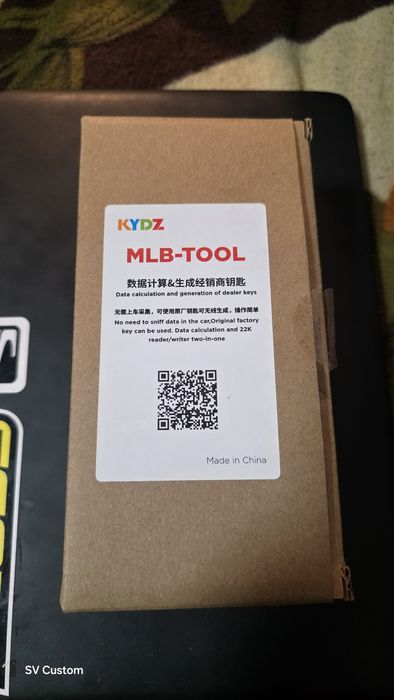 KYDZ
MLB-TOOL
数据计算&生成经销商钥匙
Data calculation and generation of dealer keys
无需上车采集，可使用原厂钥匙可无线生成，操作简单
No need to sniff data in the car,Original factory
key can be used. Data calculation and 22K
reader/writer two-in-one
Made in China
SV Custom